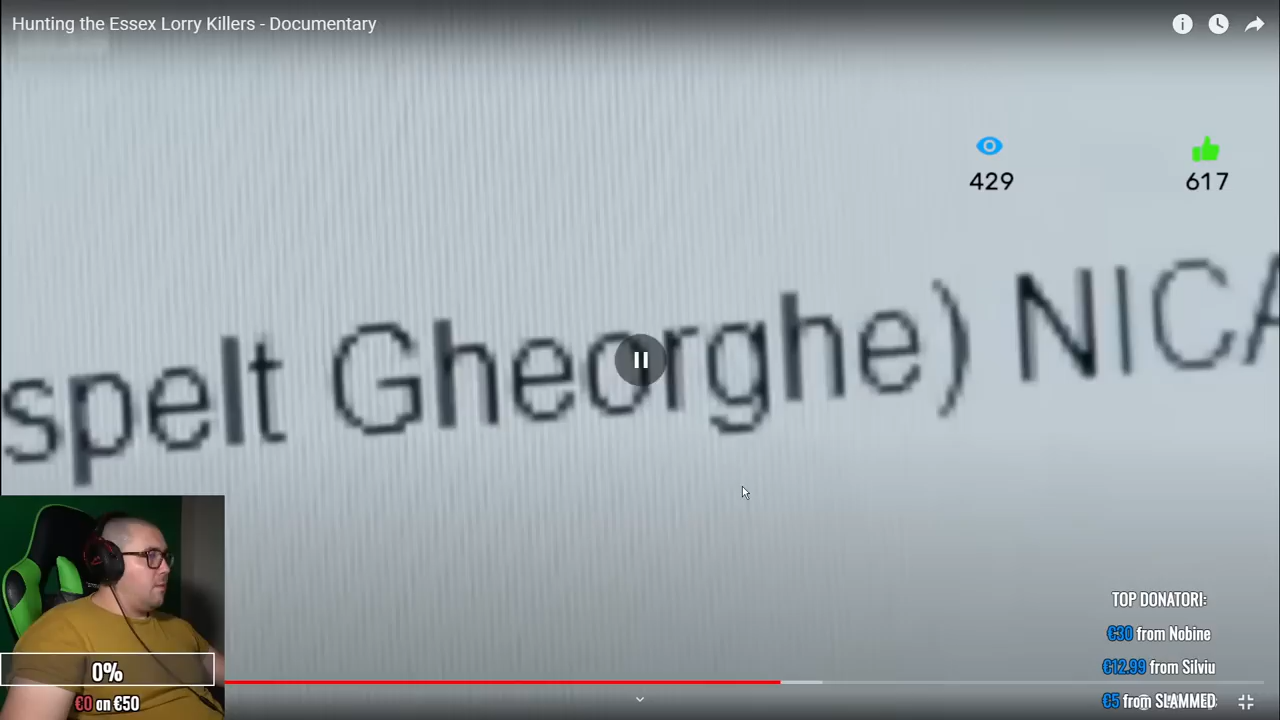 Hunting the Essex Lorry Killers - Documentary
429
617
spelt Gheorghe) NICA
TOP DONATORI:
€30 from Nobine
€12.99 from Silviu
€5 from SLAMMED
0%
€0 on €50